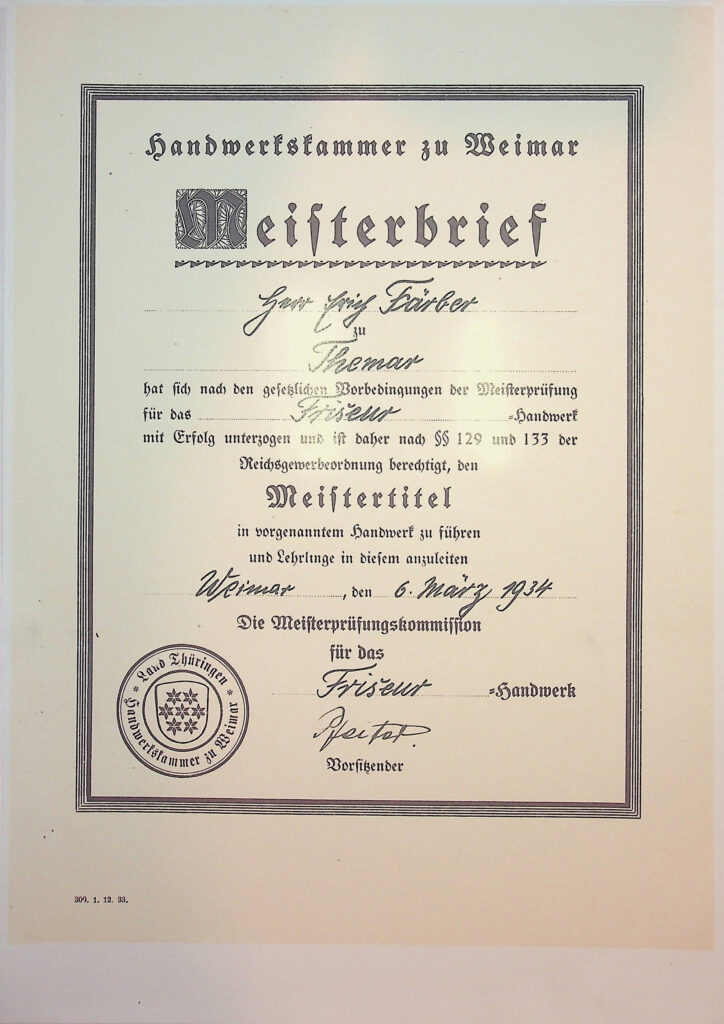 Handwerkskammer zu Weimar
Meisterbrief
Herr Erich Färber
zu
Themar
hat sich nach den gesetzlichen Vorbedingungen der Meisterprüfung
für das Friseur -Handwerk
mit Erfolg unterzogen und ist daher nach §§ 129 und 133 der
Reichsgewerbeordnung berechtigt, den
Meistertitel
in vorgenanntem Handwerk zu führen
und Lehrlinge in diesem anzuleiten
Weimar, den 6. März 1934
Die Meisterprüfungskommission
für das
Friseur -Handwerk
Vorsitzender
Land Thüringen
Handwerkskammer zu Weimar
300. 1. 12. 33.